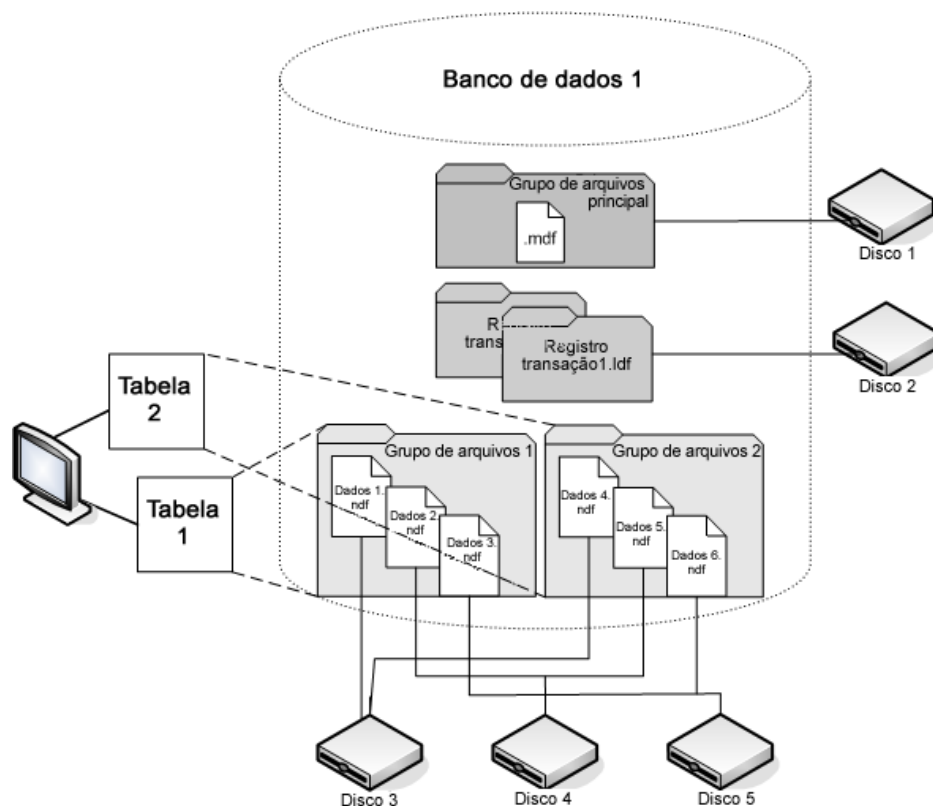 Banco de dados 1
Grupo de arquivos
principal
.mdf
Disco 1
R
trans
Registro
transação1.ldf
Disco 2
Tabela
2
Tabela
1
Grupo de arquivos 1
Dados 1.
ndf
Dados 2.
ndf
Dados 3.
ndf
Grupo de arquivos 2
Dados 4.
ndf
Dados 5.
ndf
Dados 6.
ndf
Disco 3
Disco 4
Disco 5